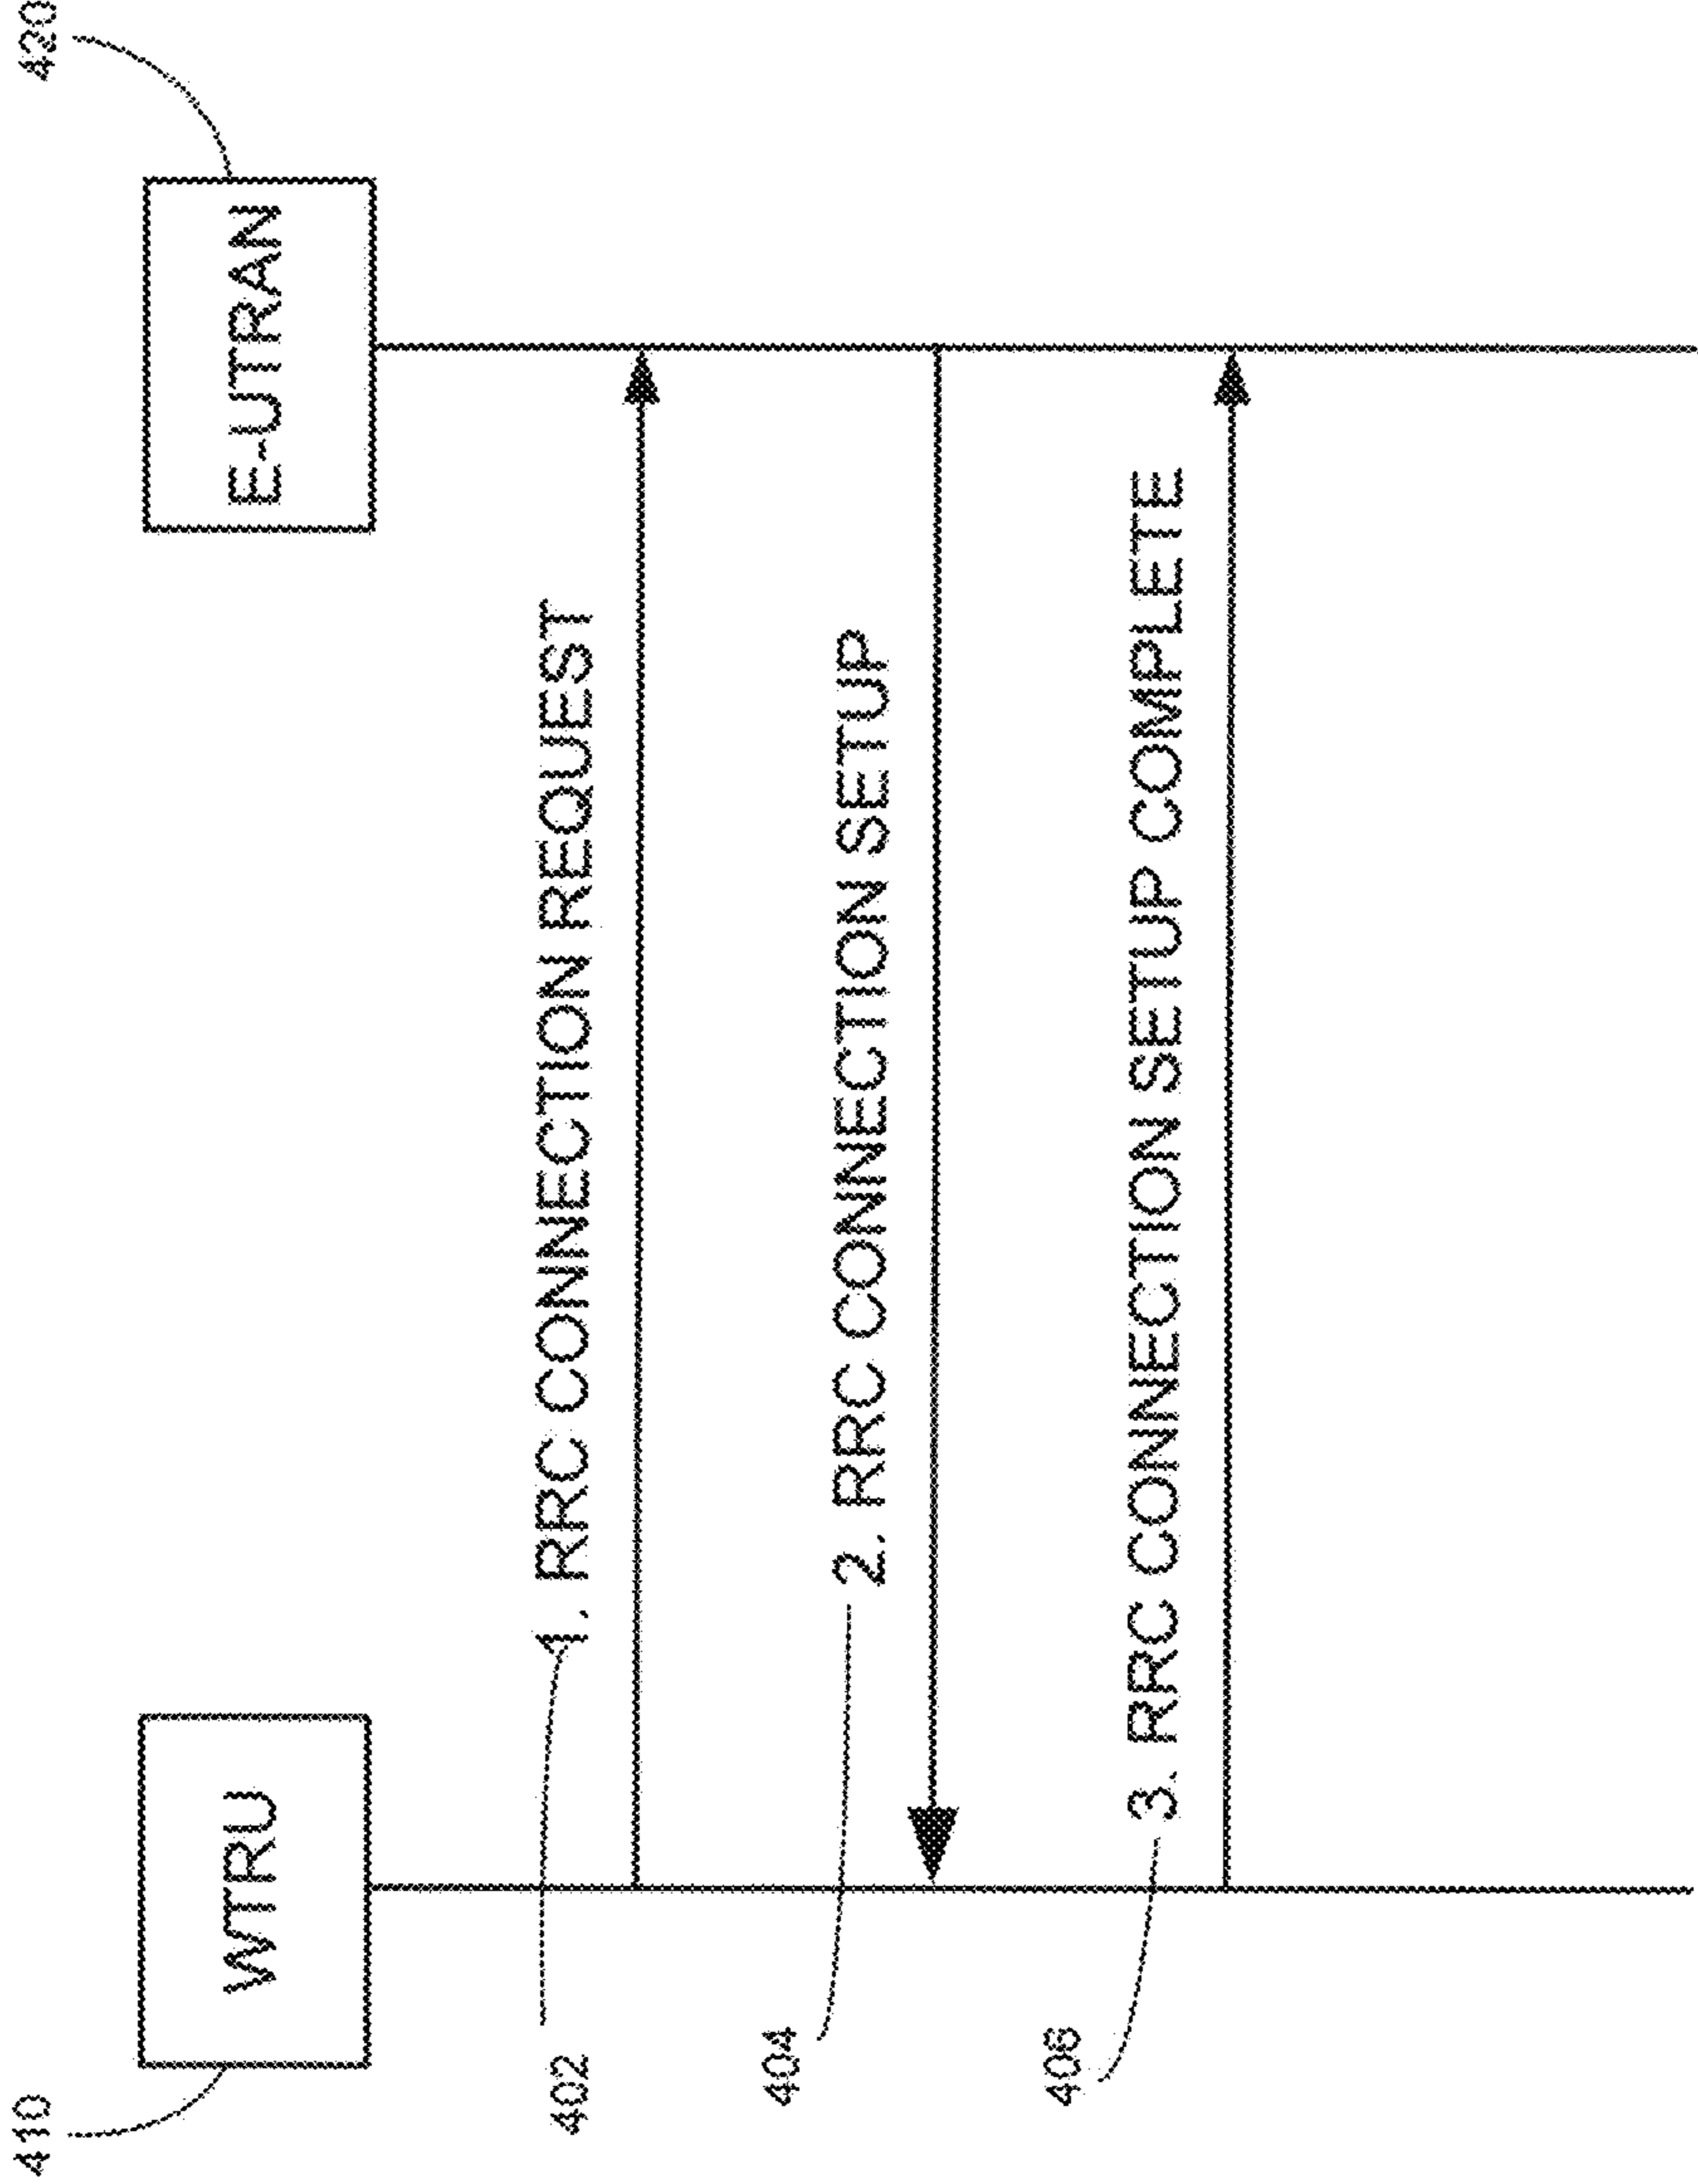 410
WTRU
E-UTRAN
420
402
1. RRC CONNECTION REQUEST
404
2. RRC CONNECTION SETUP
406
3. RRC CONNECTION SETUP COMPLETE